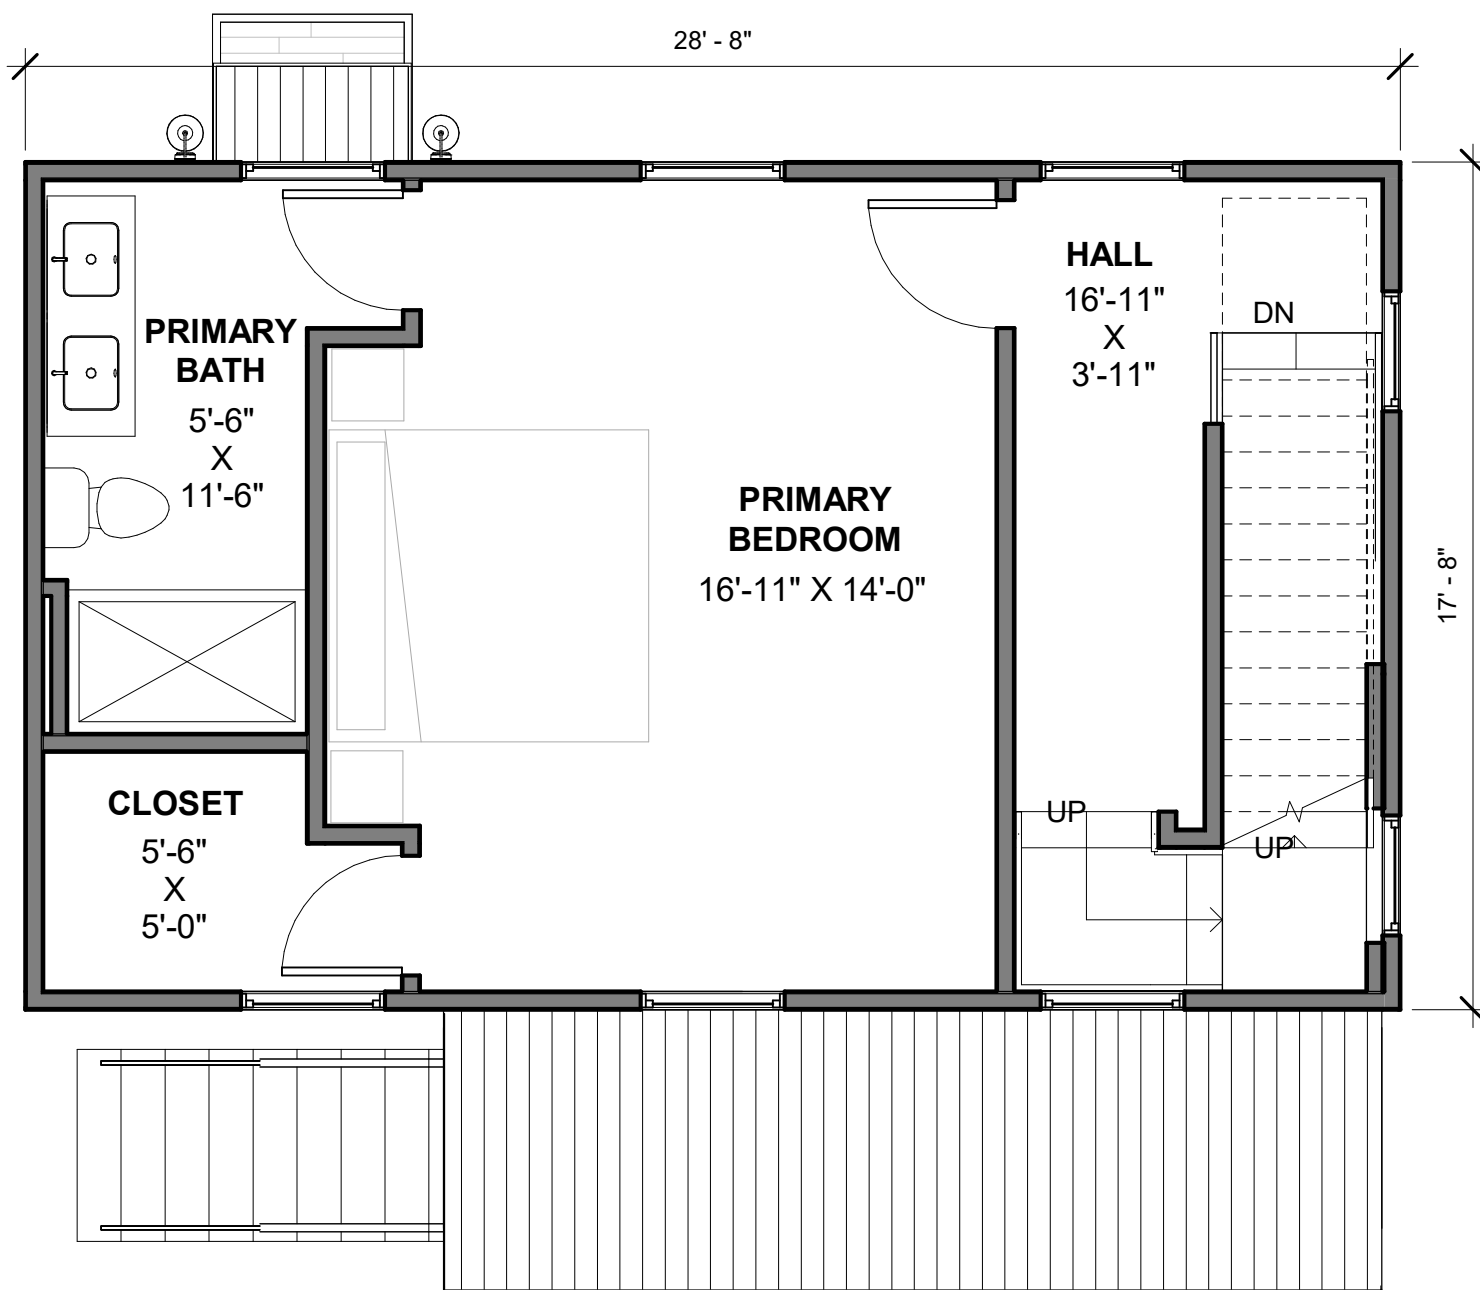 28' - 8"
HALL
16'-11"
X
3'-11"
DN
PRIMARY
BATH
5'-6"
X
11'-6"
PRIMARY
BEDROOM
16'-11" X 14'-0"
17' - 8"
CLOSET
5'-6"
X
5'-0"
UP
UP